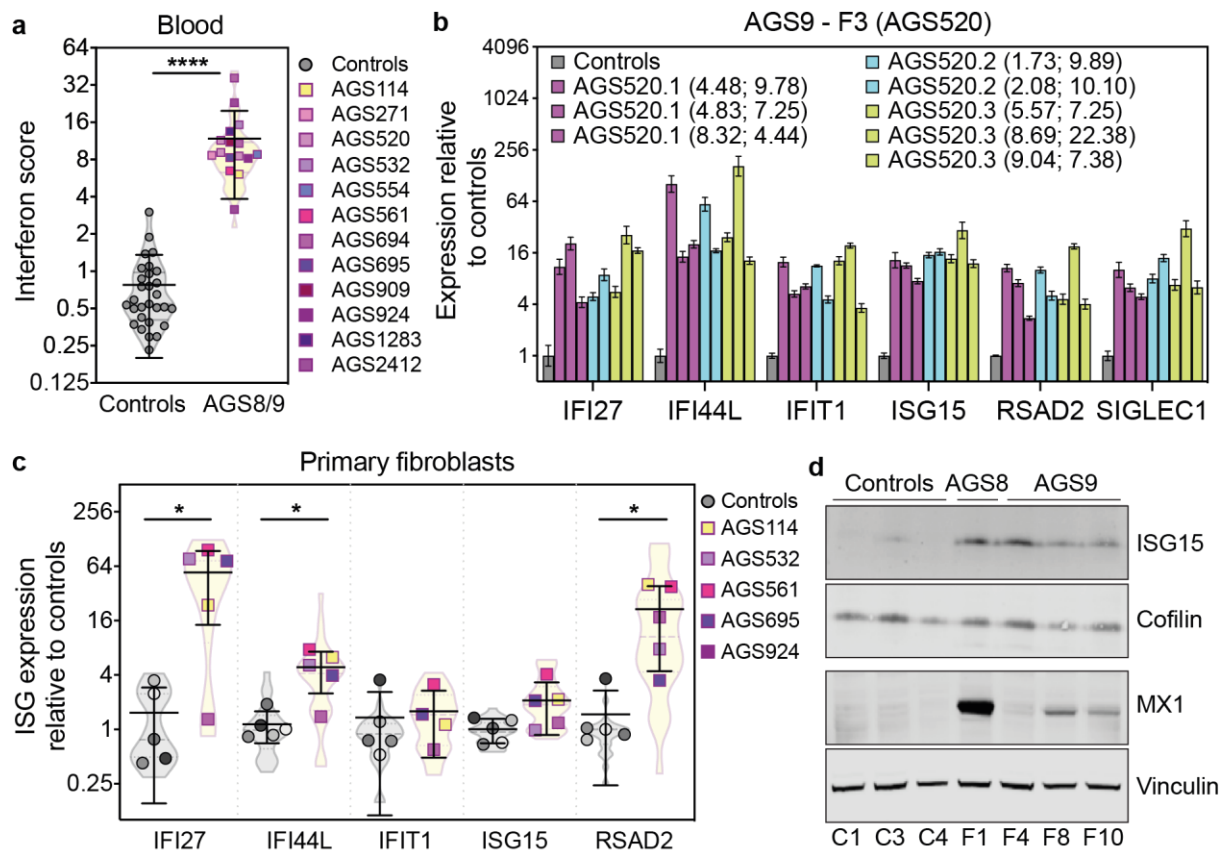 a
Blood
Interferon score
64
32
16
8
4
2
1
0.5
0.25
0.125
****
Controls
AGS8/9
Controls
AGS114
AGS271
AGS520
AGS532
AGS554
AGS561
AGS694
AGS695
AGS909
AGS924
AGS1283
AGS2412
b
AGS9 - F3 (AGS520)
Expression relative
to controls
4096
1024
256
64
16
4
1
Controls
AGS520.1 (4.48; 9.78)
AGS520.1 (4.83; 7.25)
AGS520.1 (8.32; 4.44)
AGS520.2 (1.73; 9.89)
AGS520.2 (2.08; 10.10)
AGS520.3 (5.57; 7.25)
AGS520.3 (8.69; 22.38)
AGS520.3 (9.04; 7.38)
IFI27
IFI44L
IFIT1
ISG15
RSAD2
SIGLEC1
c
Primary fibroblasts
ISG expression
relative to controls
256
64
16
4
1
0.25
*
*
*
IFI27
IFI44L
IFIT1
ISG15
RSAD2
Controls
AGS114
AGS532
AGS561
AGS695
AGS924
d
Controls AGS8 AGS9
ISG15
Cofilin
MX1
Vinculin
C1 C3 C4 F1 F4 F8 F10